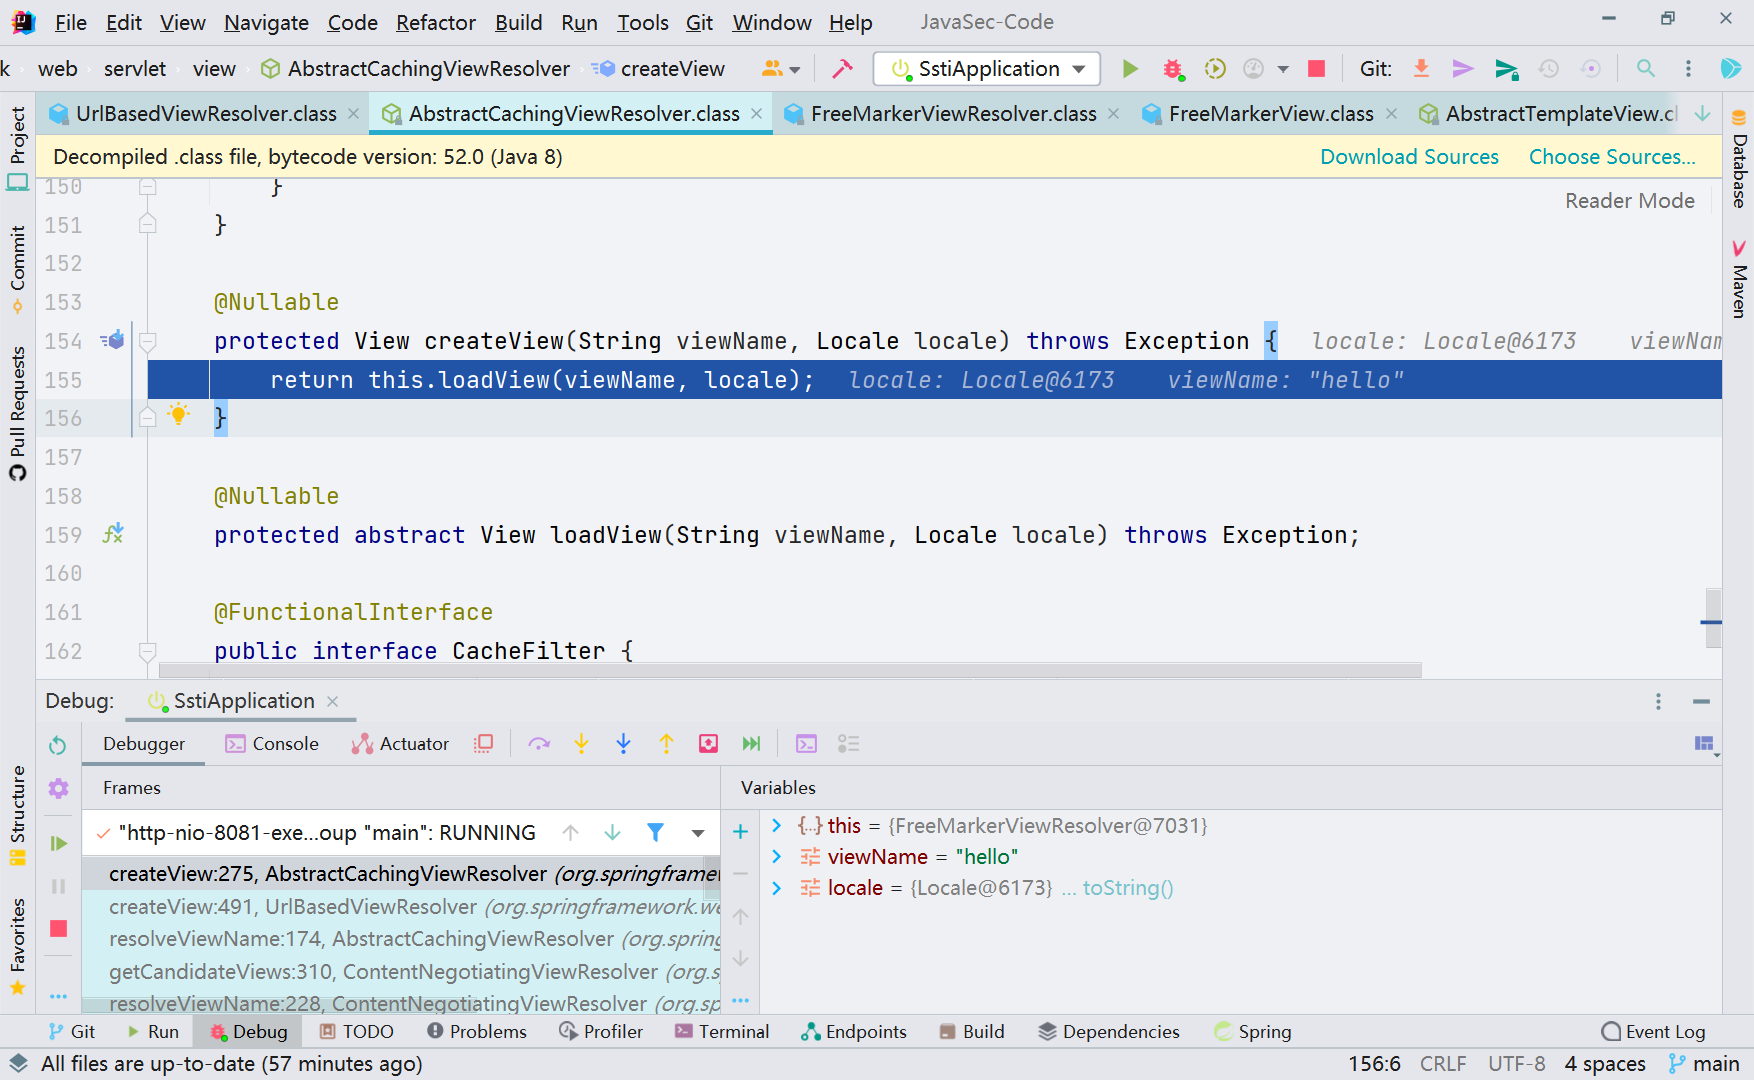 File Edit View Navigate Code Refactor Build Run Tools Git Window Help JavaSec-Code
k web servlet view AbstractCachingViewResolver createView SstiApplication Git:
UrlBasedViewResolver.class AbstractCachingViewResolver.class FreeMarkerViewResolver.class FreeMarkerView.class AbstractTemplateView.cl
Decompiled .class file, bytecode version: 52.0 (Java 8) Download Sources Choose Sources...
Reader Mode
150 }
151 }
152
153 @Nullable
154 protected View createView(String viewName, Locale locale) throws Exception { locale: Locale@6173 viewNam
155 return this.loadView(viewName, locale); locale: Locale@6173 viewName: "hello"
156 }
157
158 @Nullable
159 protected abstract View loadView(String viewName, Locale locale) throws Exception;
160
161 @FunctionalInterface
162 public interface CacheFilter {
Project
Commit
Pull Requests
Structure
Favorites
Database
Maven
Debug: SstiApplication
Debugger Console Actuator
Frames
"http-nio-8081-exe...oup "main": RUNNING
createView:275, AbstractCachingViewResolver (org.springframew
createView:491, UrlBasedViewResolver (org.springframework.we
resolveViewName:174, AbstractCachingViewResolver (org.spring
getCandidateViews:310, ContentNegotiatingViewResolver (org.s
resolveViewName:228, ContentNegotiatingViewResolver (org.spr
Variables
this = {FreeMarkerViewResolver@7031}
viewName = "hello"
locale = {Locale@6173} ... toString()
Git Run Debug TODO Problems Profiler Terminal Endpoints Build Dependencies Spring Event Log
All files are up-to-date (57 minutes ago) 156:6 CRLF UTF-8 4 spaces main